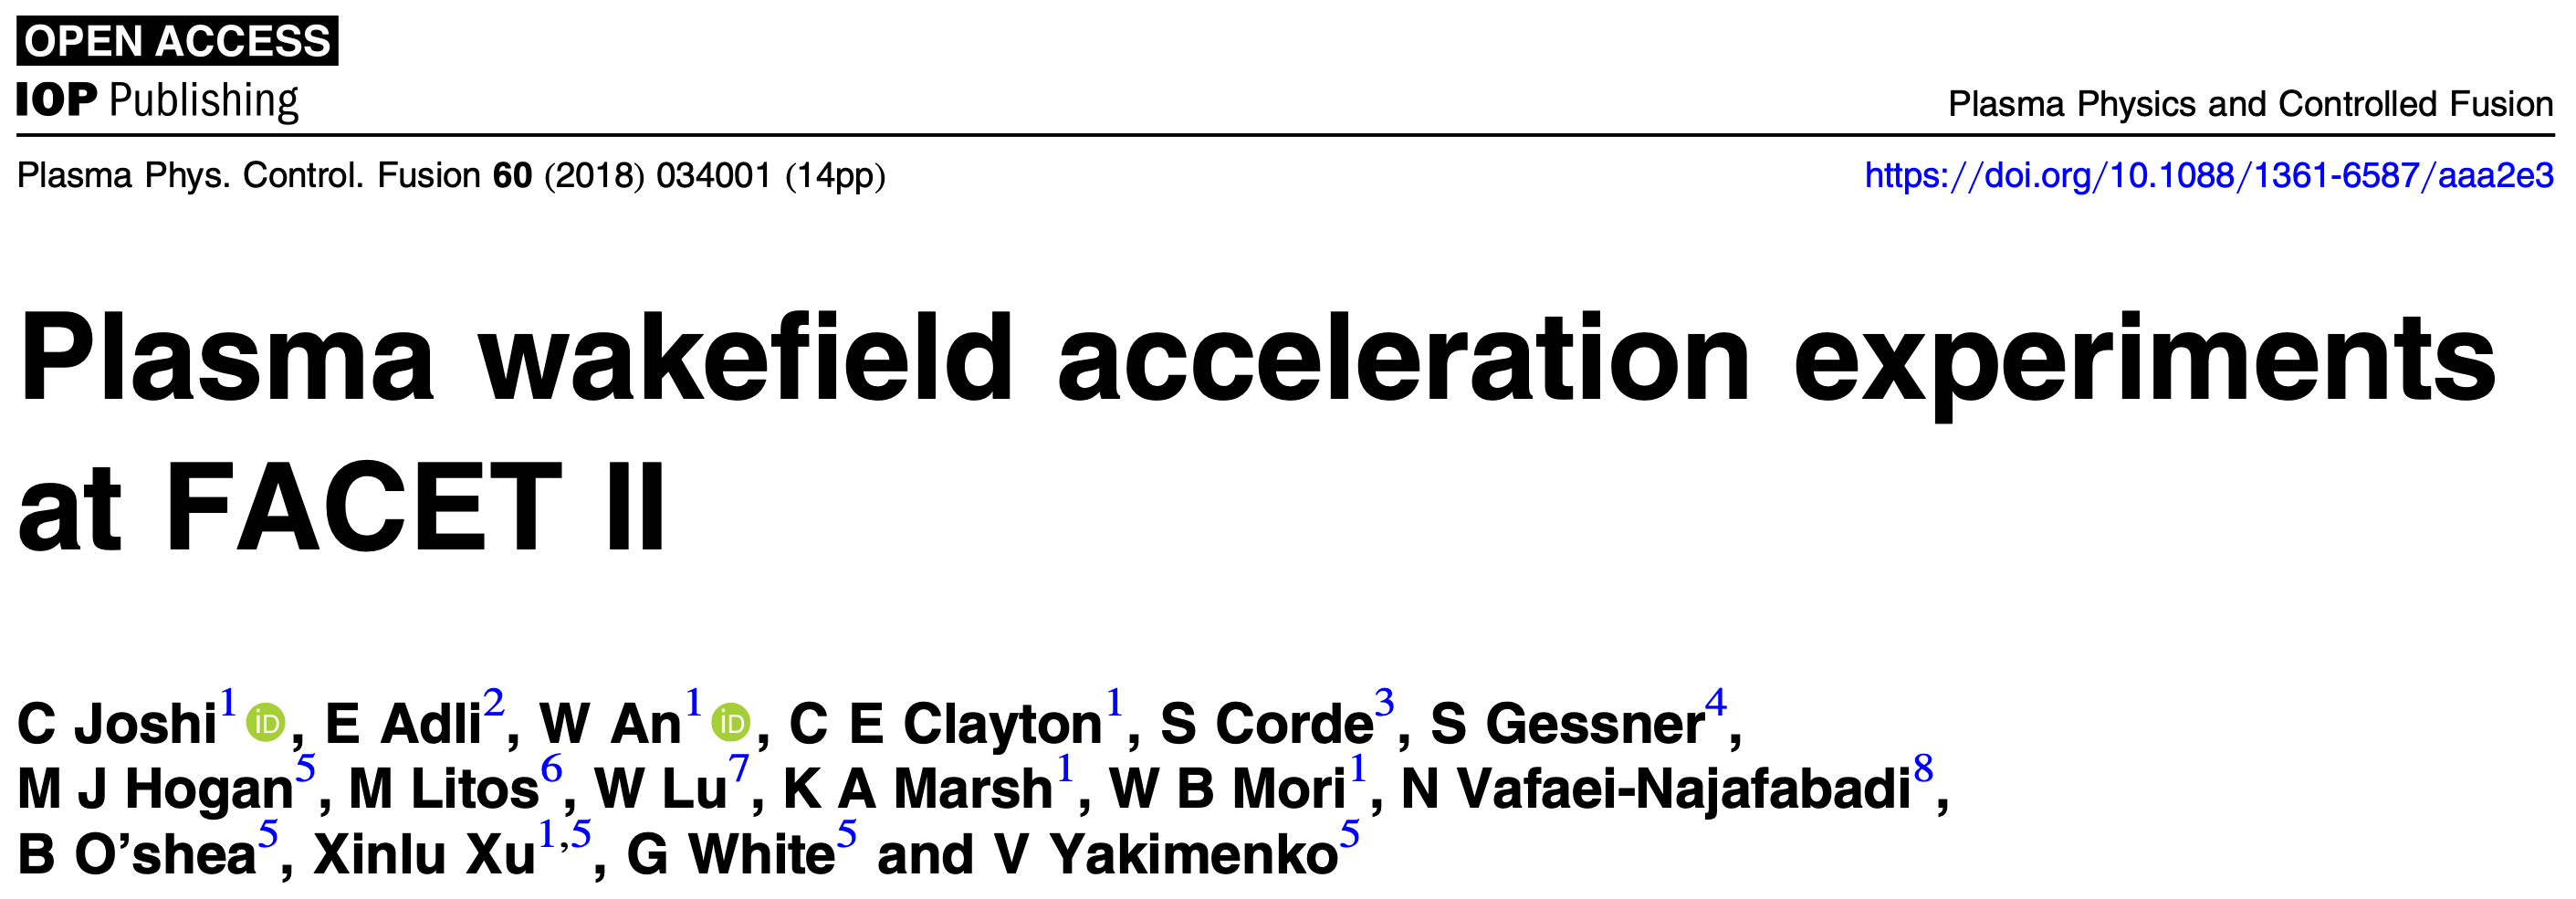 OPEN ACCESS
IOP Publishing
Plasma Physics and Controlled Fusion
Plasma Phys. Control. Fusion 60 (2018) 034001 (14pp)
https://doi.org/10.1088/1361-6587/aaa2e3
Plasma wakefield acceleration experiments
at FACET II
C Joshi1 iD, E Adli2, W An1 iD, C E Clayton1, S Corde3, S Gessner4,
M J Hogan5, M Litos6, W Lu7, K A Marsh1, W B Mori1, N Vafaei-Najafabadi8,
B O’shea5, Xinlu Xu1,5, G White5 and V Yakimenko5